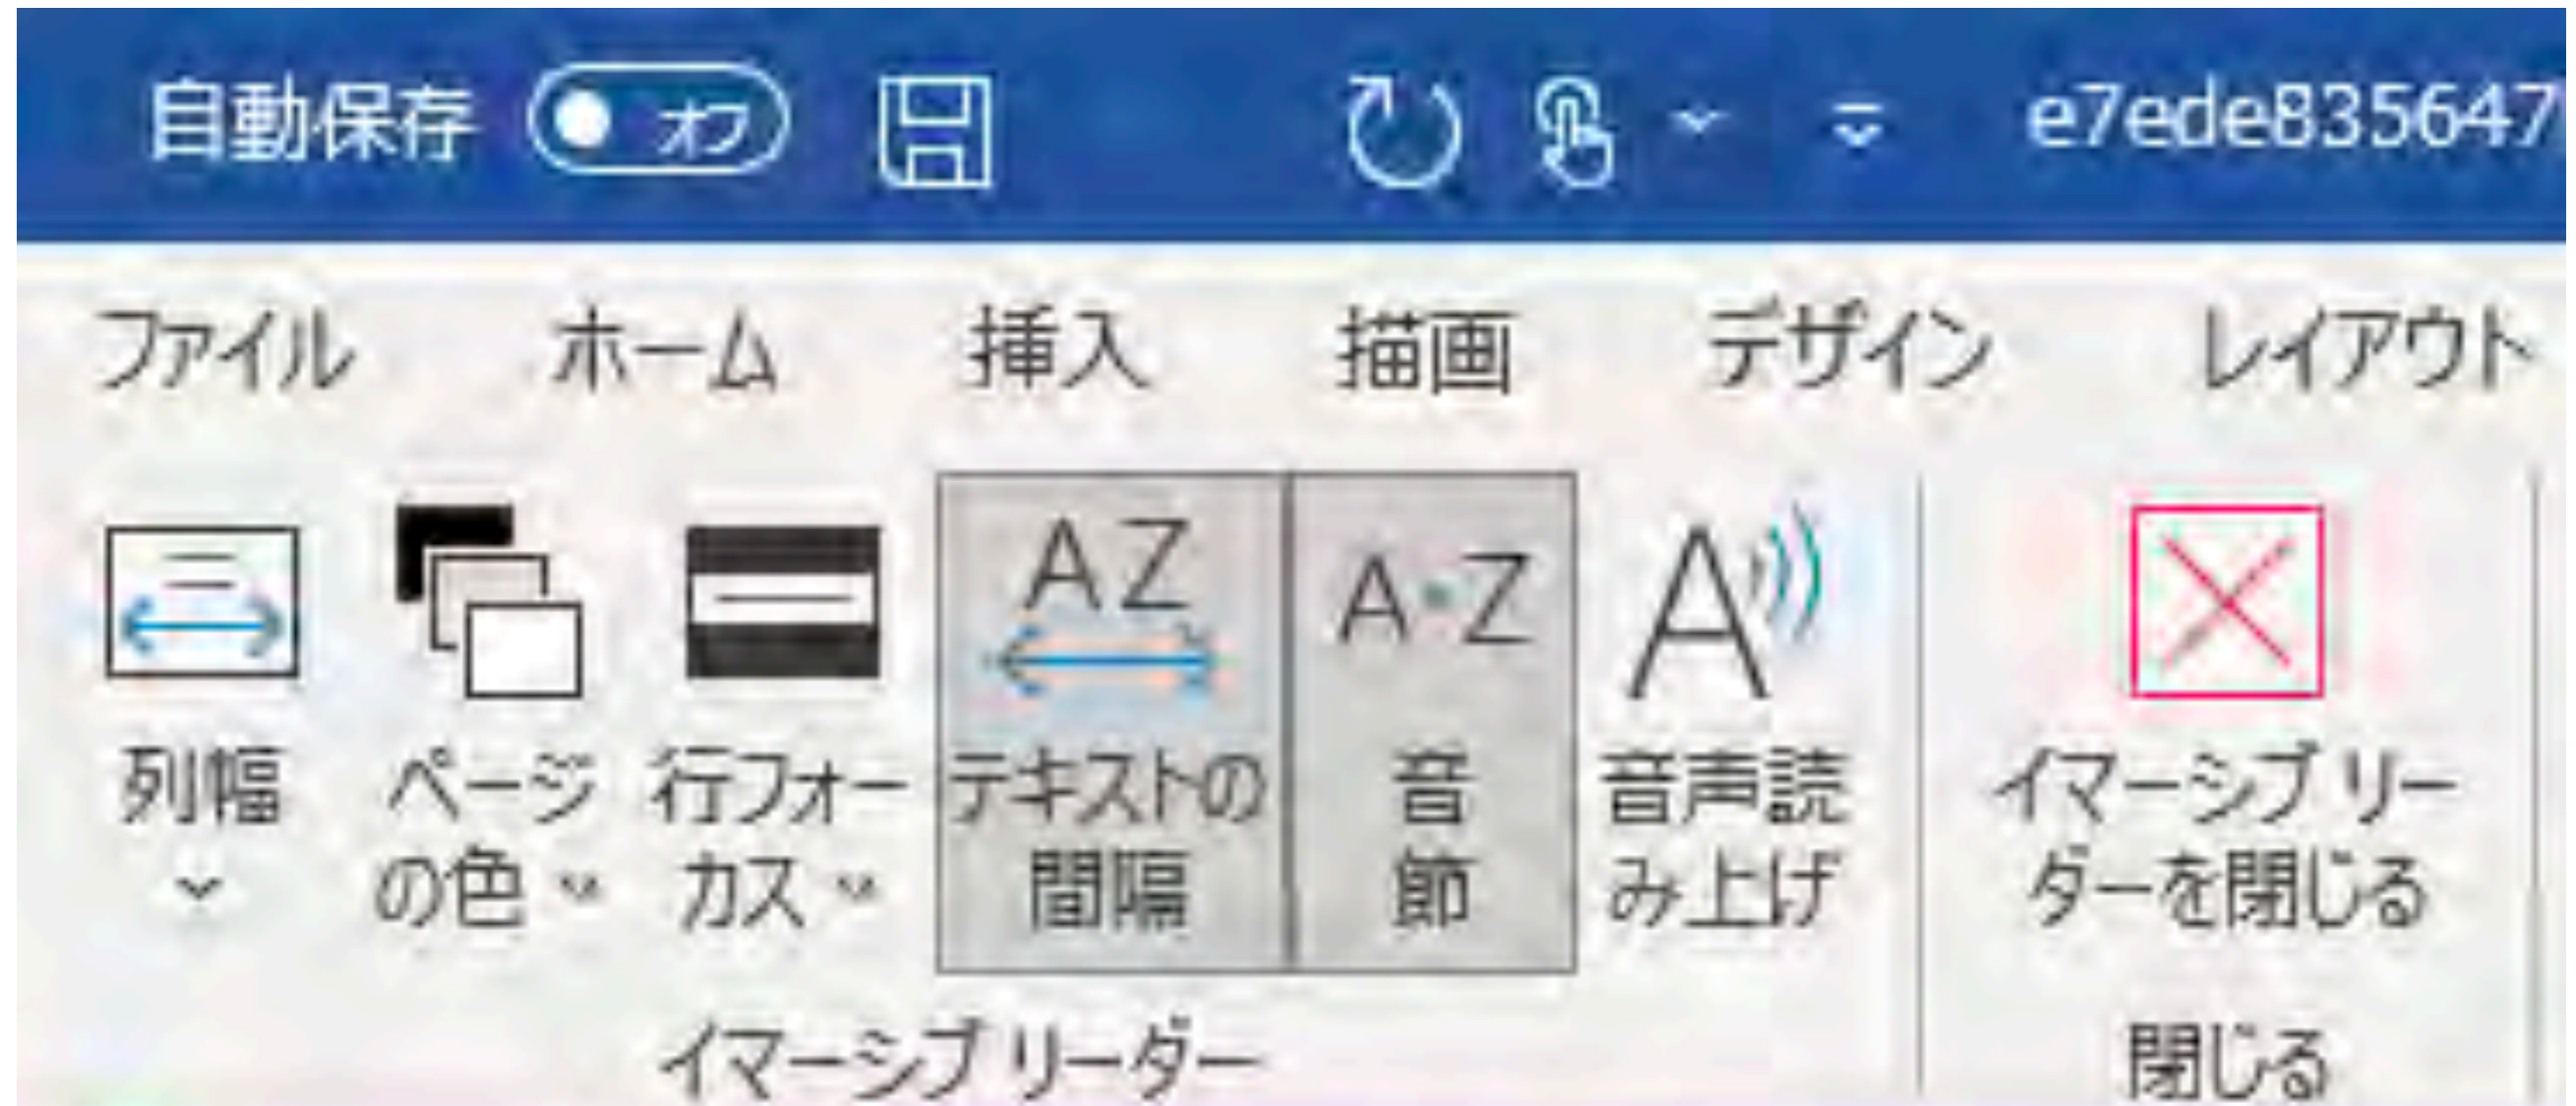 自動保存 オフ e7ede835647
ファイル ホーム 挿入 描画 デザイン レイアウト
AZ A・Z A
列幅 ページの色 行フォーカス テキストの間隔 音節 音声読み上げ イマーシブ リーダーを閉じる
イマーシブ リーダー 閉じる